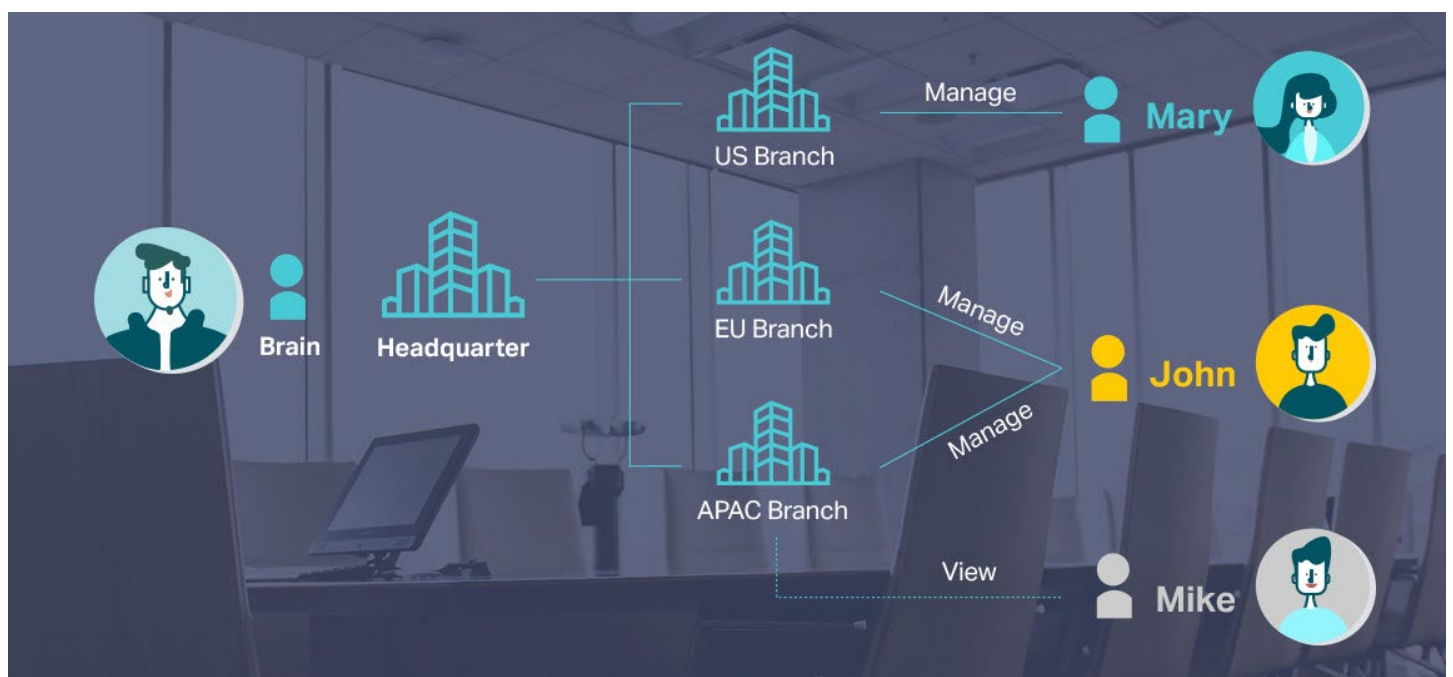 Manage
Mary
US Branch
Brain
Headquarter
EU Branch
Manage
John
Manage
APAC Branch
View
Mike